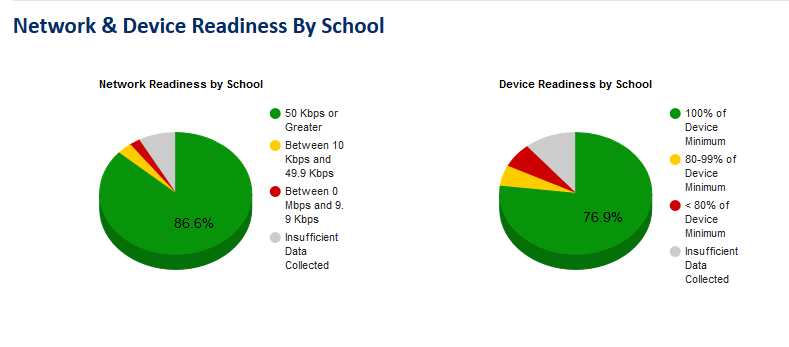 Network & Device Readiness By School
Network Readiness by School
50 Kbps or
Greater
Between 10
Kbps and
49.9 Kbps
Between 0
Mbps and 9.
9 Kbps
Insufficient
Data
Collected
86.6%
Device Readiness by School
100% of
Device
Minimum
80-99% of
Device
Minimum
< 80% of
Device
Minimum
Insufficient
Data
Collected
76.9%